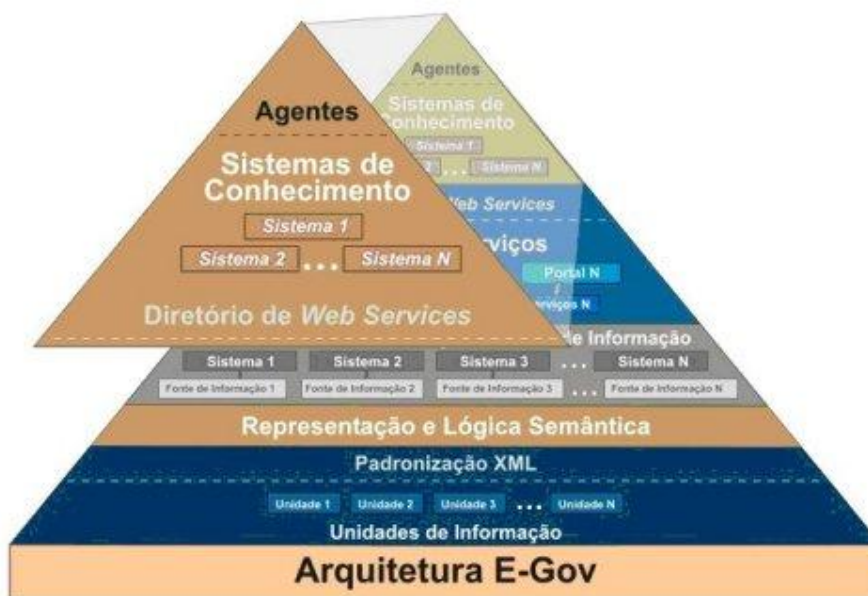 Agentes
Sistemas de
Conhecimento
Sistema 1
Sistema 2 ... Sistema N
Diretório de Web Services
Agentes
Sistemas de
Conhecimento
Sistema 1
2 ... Sistema N
Web Services
rviços
Portal N
erviços N
de Informação
Sistema 1 Sistema 2 Sistema 3 ... Sistema N
Fonte de Informação 1 Fonte de Informação 2 Fonte de Informação 3 ... Fonte de Informação N
Representação e Lógica Semântica
Padronização XML
Unidade 1 Unidade 2 Unidade 3 ... Unidade N
Unidades de Informação
Arquitetura E-Gov